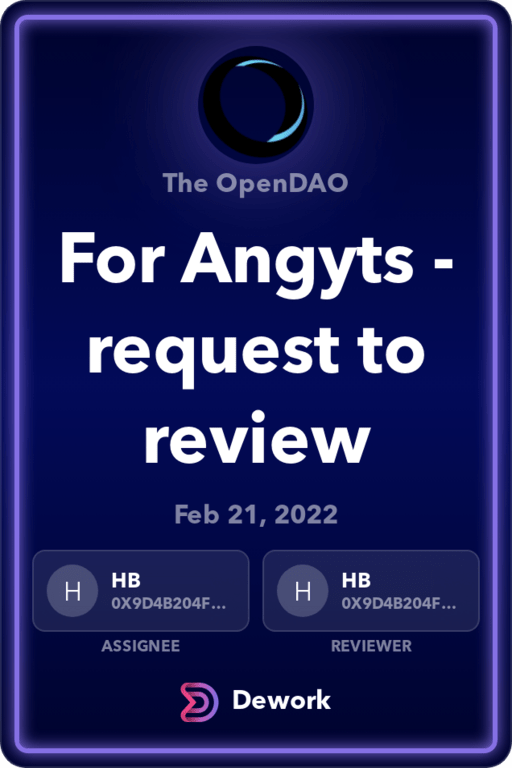 The OpenDAO
For Angyts -
request to
review
Feb 21, 2022
H HB H HB
0X9D4B204F... 0X9D4B204F...
ASSIGNEE REVIEWER
Dework